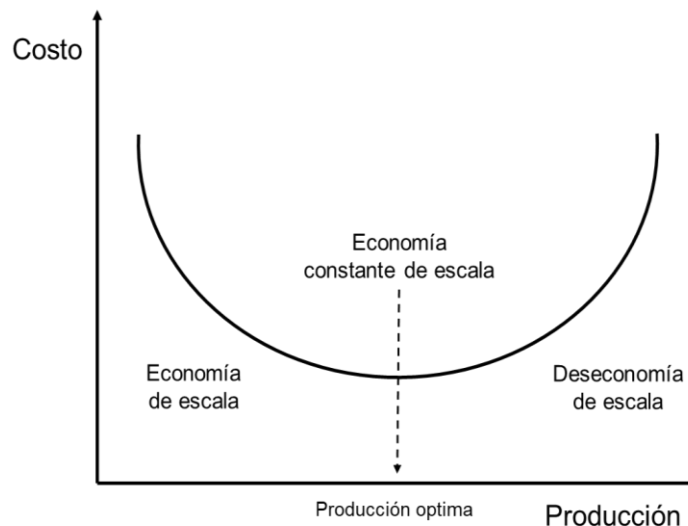 Costo
Economía
constante de escala
Economía
de escala
Deseconomía
de escala
Producción optima
Producción